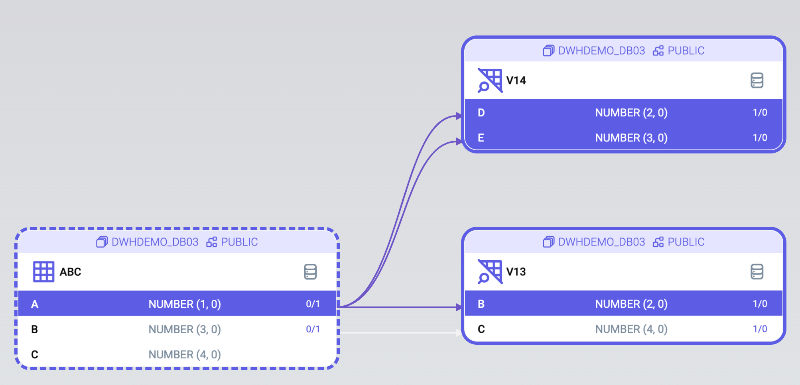 DWHDEMO_DB03 PUBLIC
V14
D NUMBER (2, 0) 1/0
E NUMBER (3, 0) 1/0
DWHDEMO_DB03 PUBLIC
ABC
A NUMBER (1, 0) 0/1
B NUMBER (3, 0) 0/1
C NUMBER (4, 0)
DWHDEMO_DB03 PUBLIC
V13
B NUMBER (2, 0) 1/0
C NUMBER (4, 0) 1/0